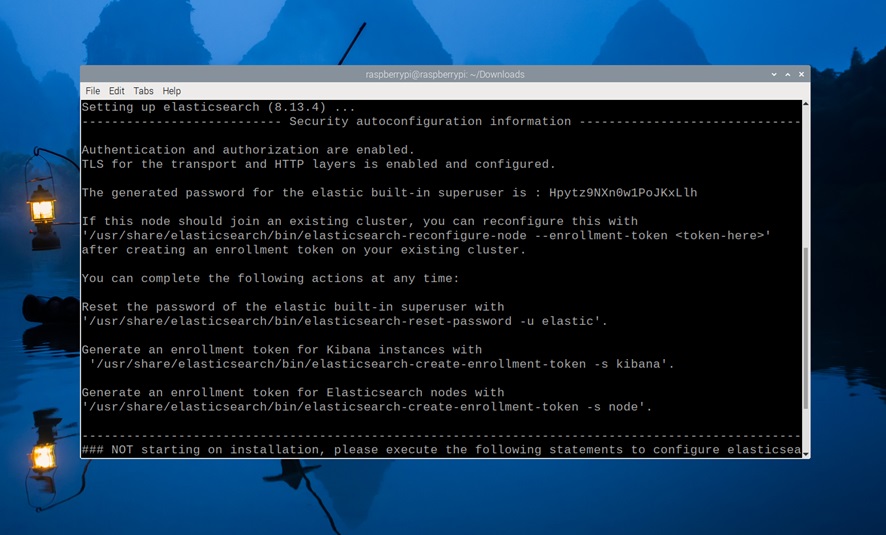 raspberrypi@raspberrypi: ~/Downloads
File Edit Tabs Help
Setting up elasticsearch (8.13.4) ...
--------------------------- Security autoconfiguration information ------------------------------
Authentication and authorization are enabled.
TLS for the transport and HTTP layers is enabled and configured.
The generated password for the elastic built-in superuser is : Hpytz9NXn0w1PoJKxLlh
If this node should join an existing cluster, you can reconfigure this with
'/usr/share/elasticsearch/bin/elasticsearch-reconfigure-node --enrollment-token <token-here>'
after creating an enrollment token on your existing cluster.
You can complete the following actions at any time:
Reset the password of the elastic built-in superuser with
'/usr/share/elasticsearch/bin/elasticsearch-reset-password -u elastic'.
Generate an enrollment token for Kibana instances with
'/usr/share/elasticsearch/bin/elasticsearch-create-enrollment-token -s kibana'.
Generate an enrollment token for Elasticsearch nodes with
'/usr/share/elasticsearch/bin/elasticsearch-create-enrollment-token -s node'.
-------------------------------------------------------------------------------------------------
### NOT starting on installation, please execute the following statements to configure elasticsea